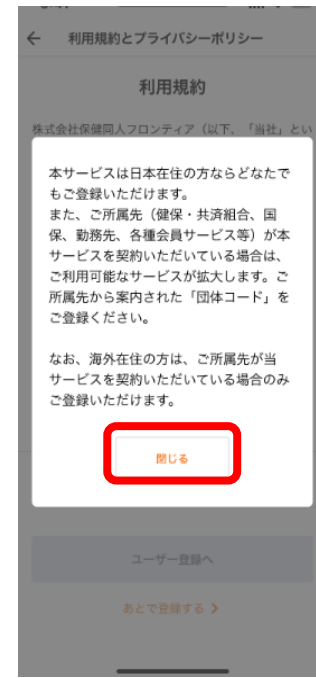 ← 利用規約とプライバシーポリシー
利用規約
株式会社保健同人フロンティア（以下、「当社」とい
本サービスは日本在住の方ならどなたで
もご登録いただけます。
また、ご所属先（健保・共済組合、国
保、勤務先、各種会員サービス等）が本
サービスを契約いただいている場合は、
ご利用可能なサービスが拡大します。ご
所属先から案内された「団体コード」を
ご登録ください。
なお、海外在住の方は、ご所属先が当
サービスを契約いただいている場合のみ
ご登録いただけます。
閉じる
ユーザー登録へ
あとで登録する ＞